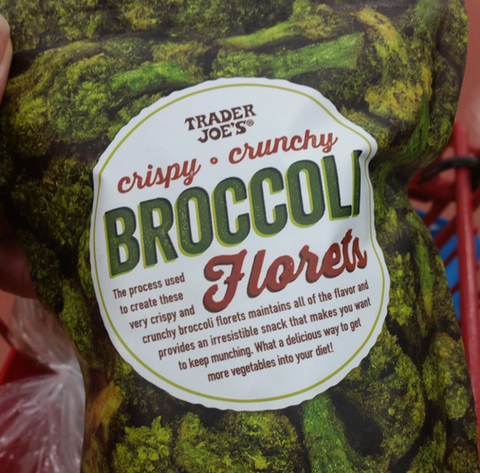 TRADER
JOE'S®
crispy • crunchy
BROCCOLI
Florets
The process used
to create these
very crispy and
crunchy broccoli florets maintains all of the flavor and
provides an irresistible snack that makes you want
to keep munching. What a delicious way to get
more vegetables into your diet!